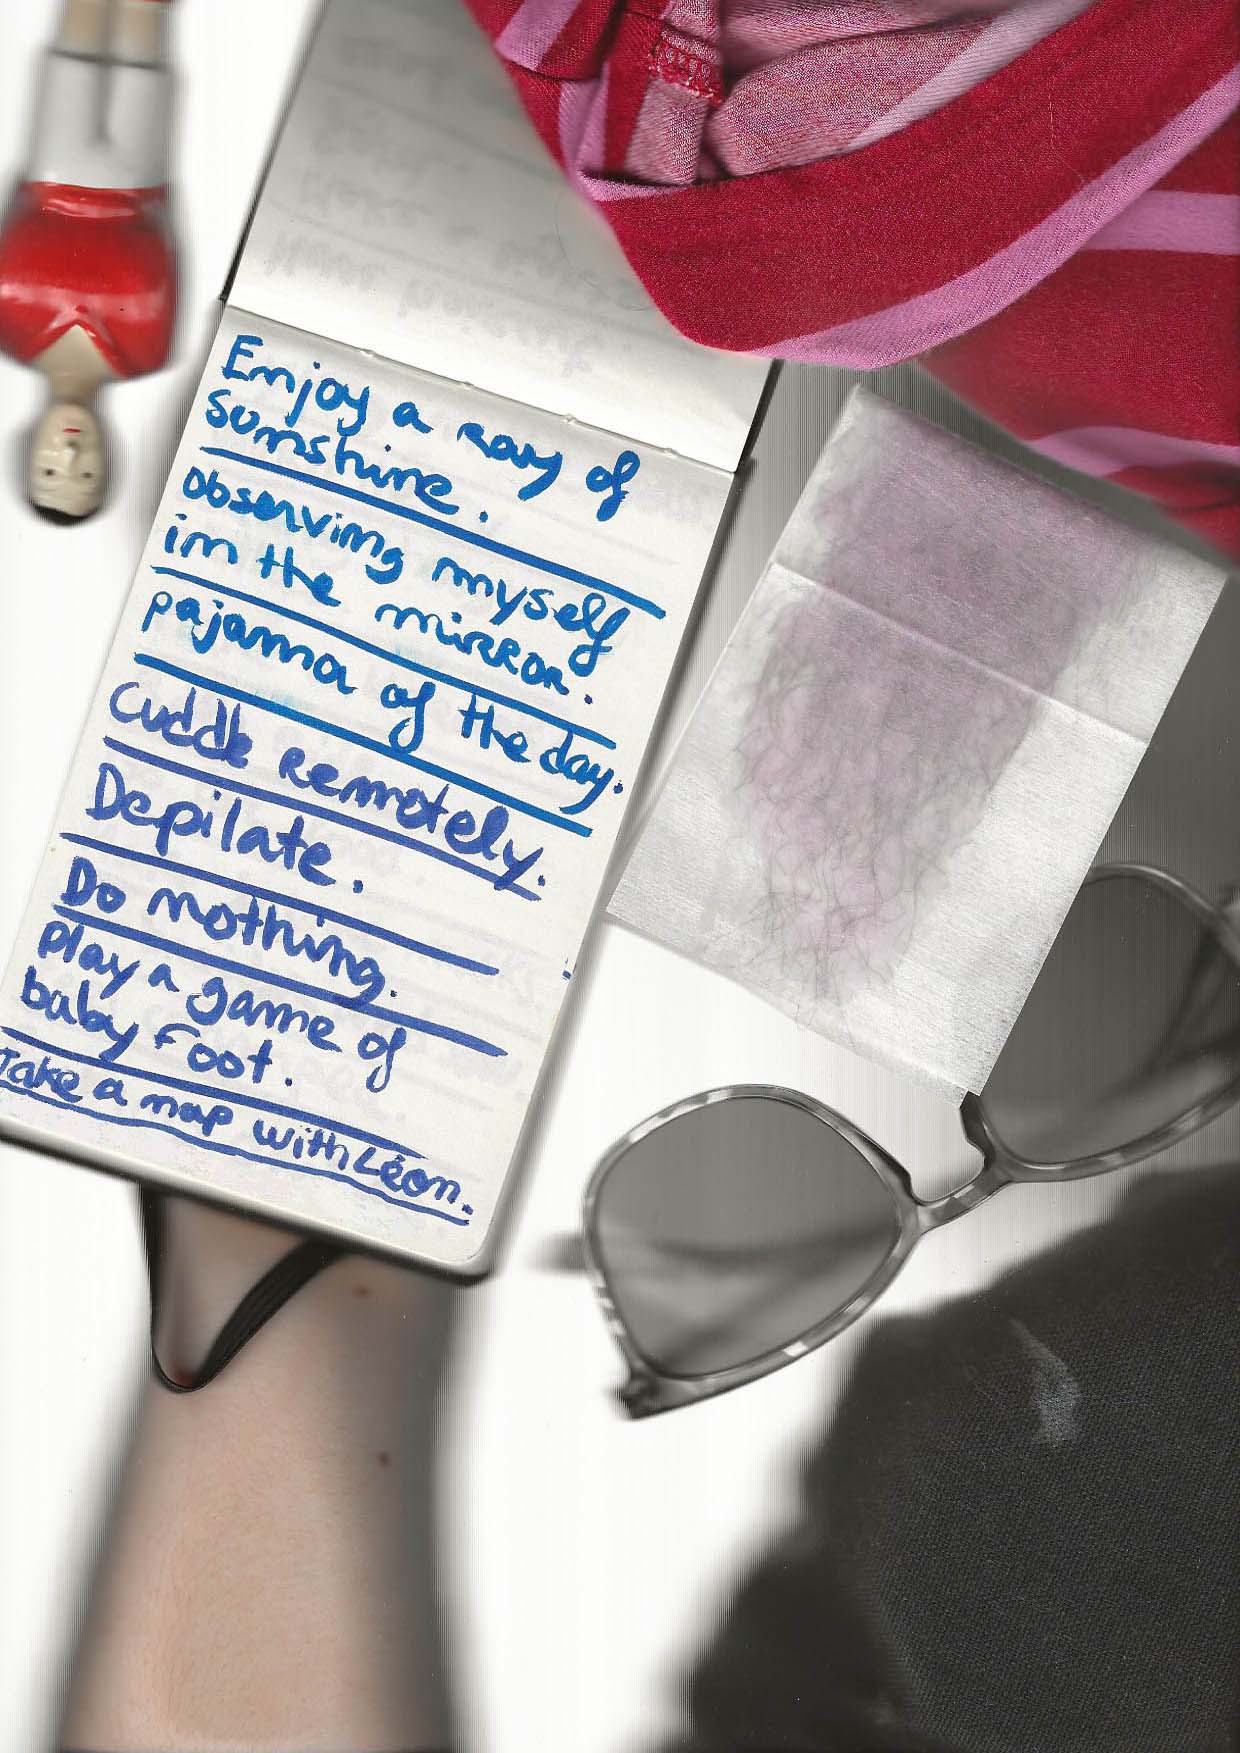 Enjoy a ray of
sunshine.
observing myself
in the mirror.
pajama of the day.
Cuddle remotely.
Depilate.
Do nothing.
play a game of
baby foot.
Take a nap with Léon.